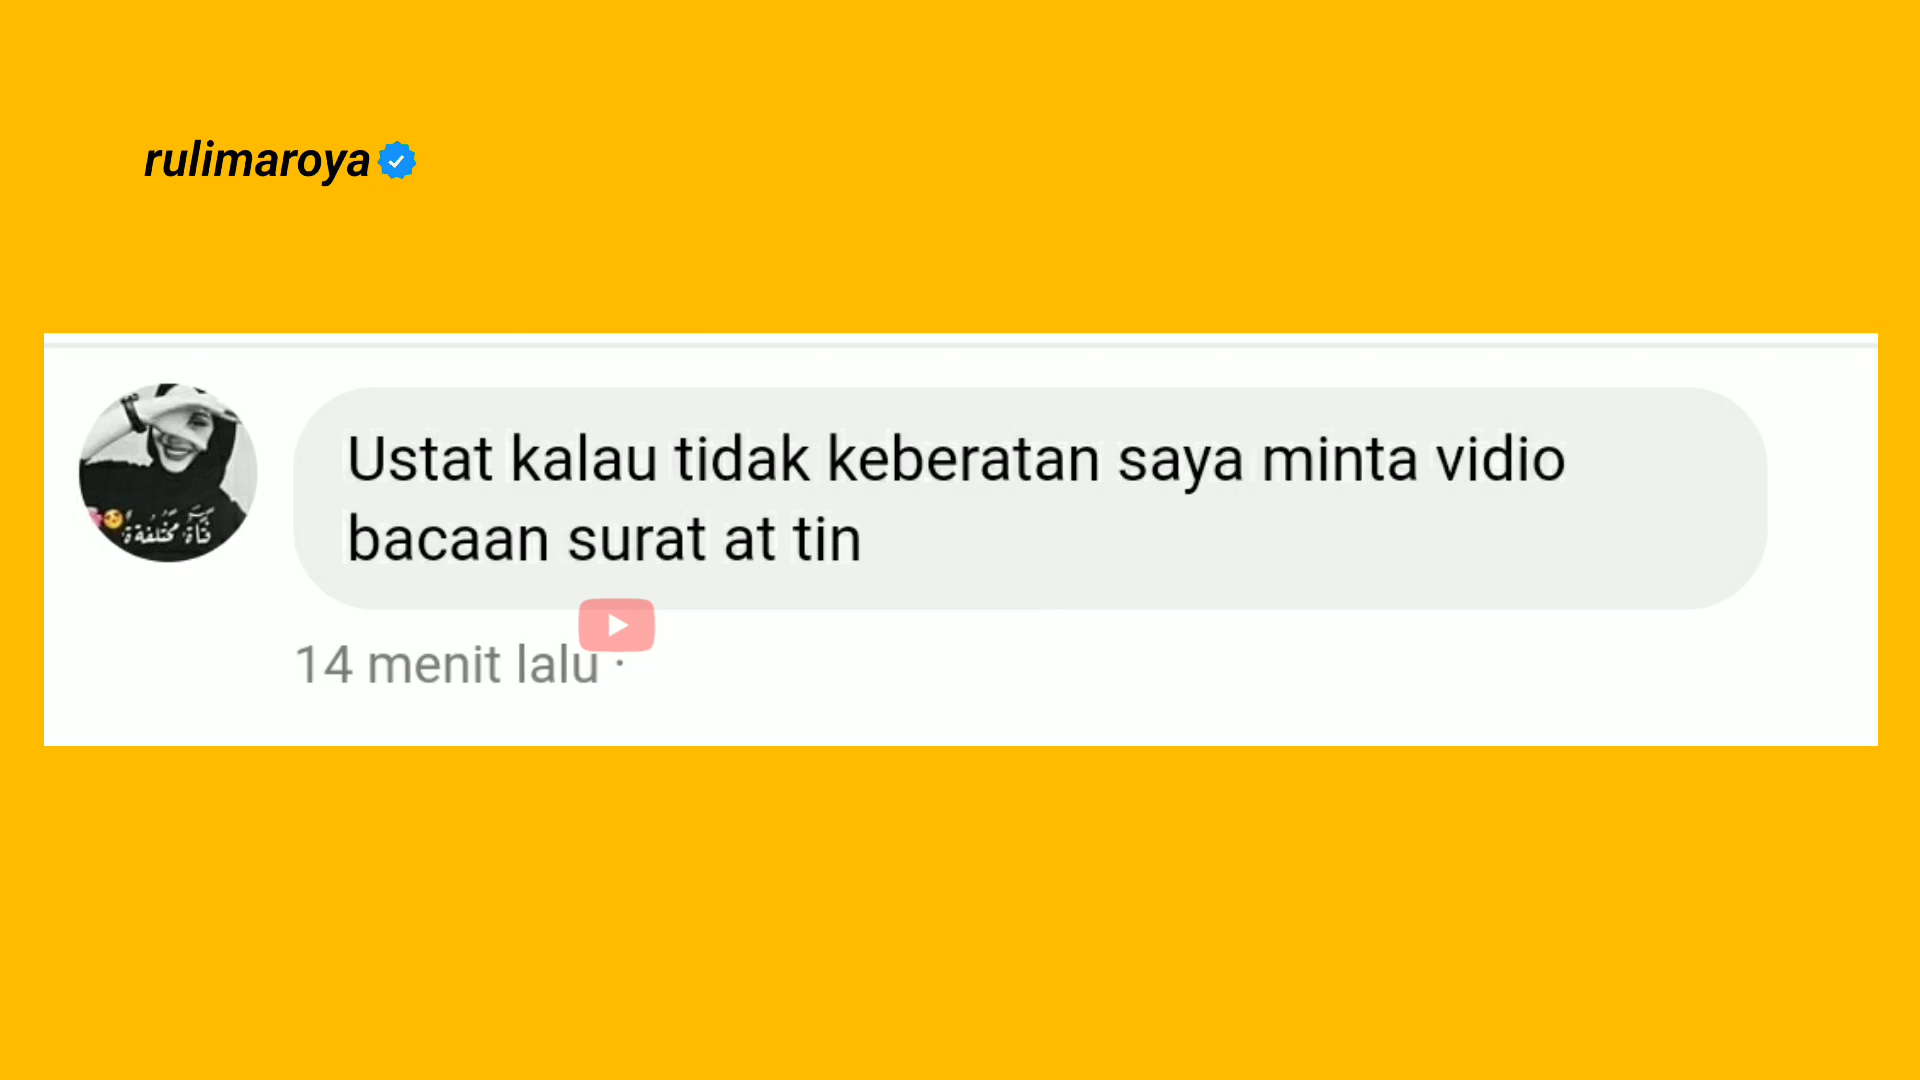 rulimaroya
Ustat kalau tidak keberatan saya minta vidio
bacaan surat at tin
14 menit lalu ·